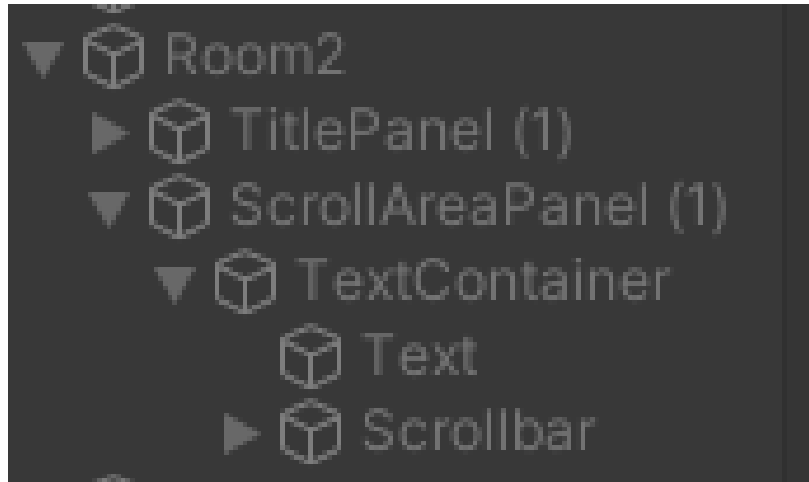 Room2
TitlePanel (1)
ScrollAreaPanel (1)
TextContainer
Text
Scrollbar